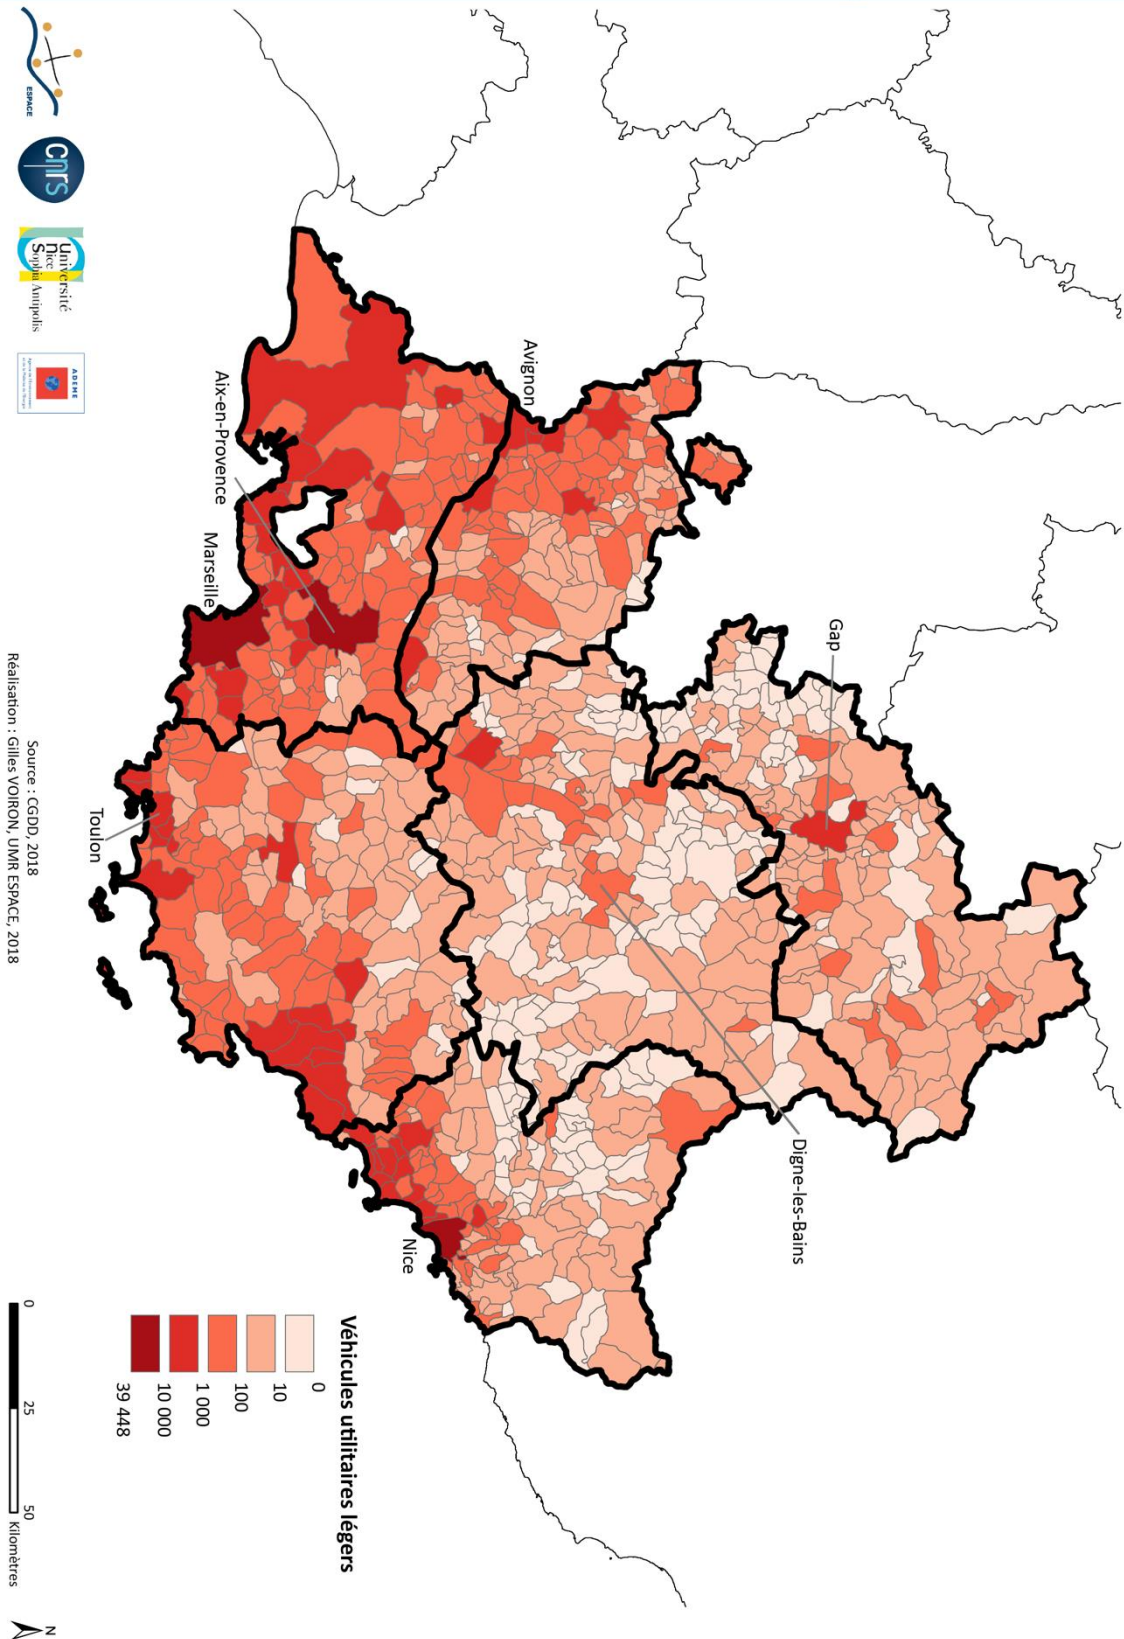 Gap
Avignon
Digne-les-Bains
Aix-en-Provence
Marseille
Toulon
Nice
Véhicules utilitaires légers
0
10
100
1 000
10 000
39 448
0
25
50
Kilomètres
N
ESPACE
cnrs
Université
Nice
Sophia Antipolis
ADEME
Source : CGDD, 2018
Réalisation : Gilles VOIRON, UMR ESPACE, 2018